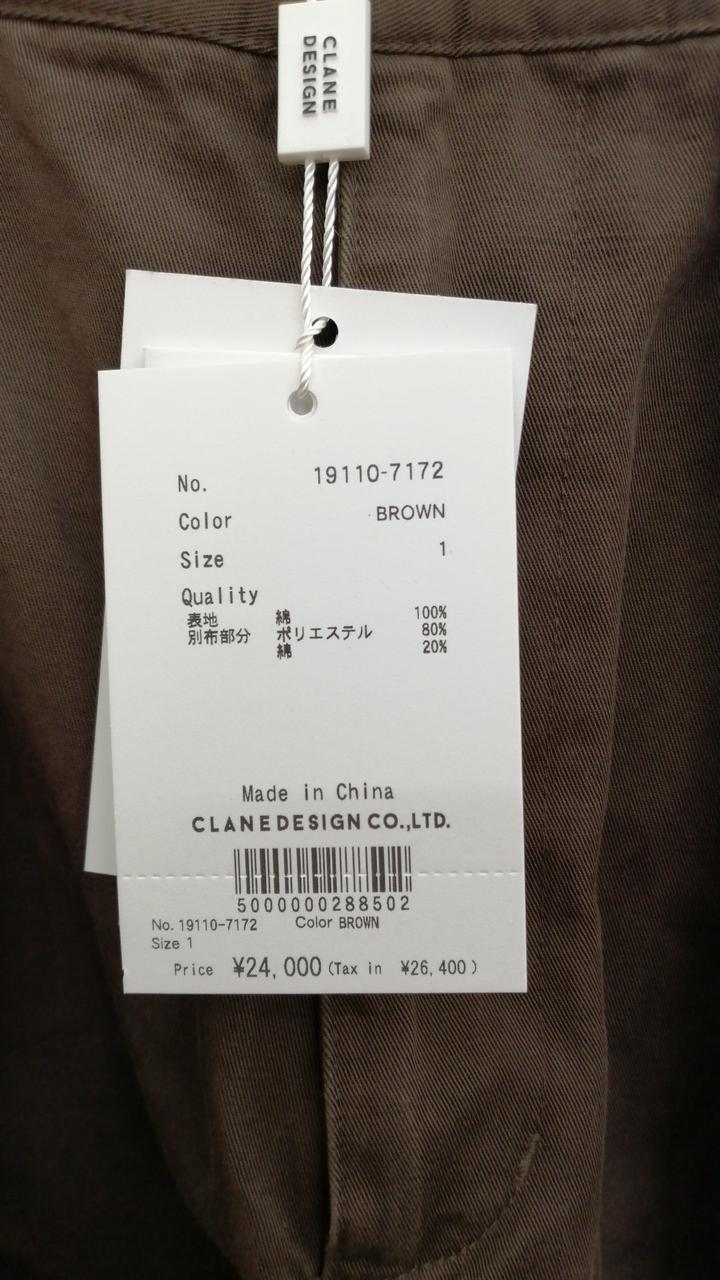 CLANE
DESIGN
No. 19110-7172
Color BROWN
Size 1
Quality
表地 綿 100%
別布部分 ポリエステル 80%
綿 20%
Made in China
CLANE DESIGN CO.,LTD.
5000000288502
No. 19110-7172 Color BROWN
Size 1
Price ¥24,000 (Tax in ¥26,400)